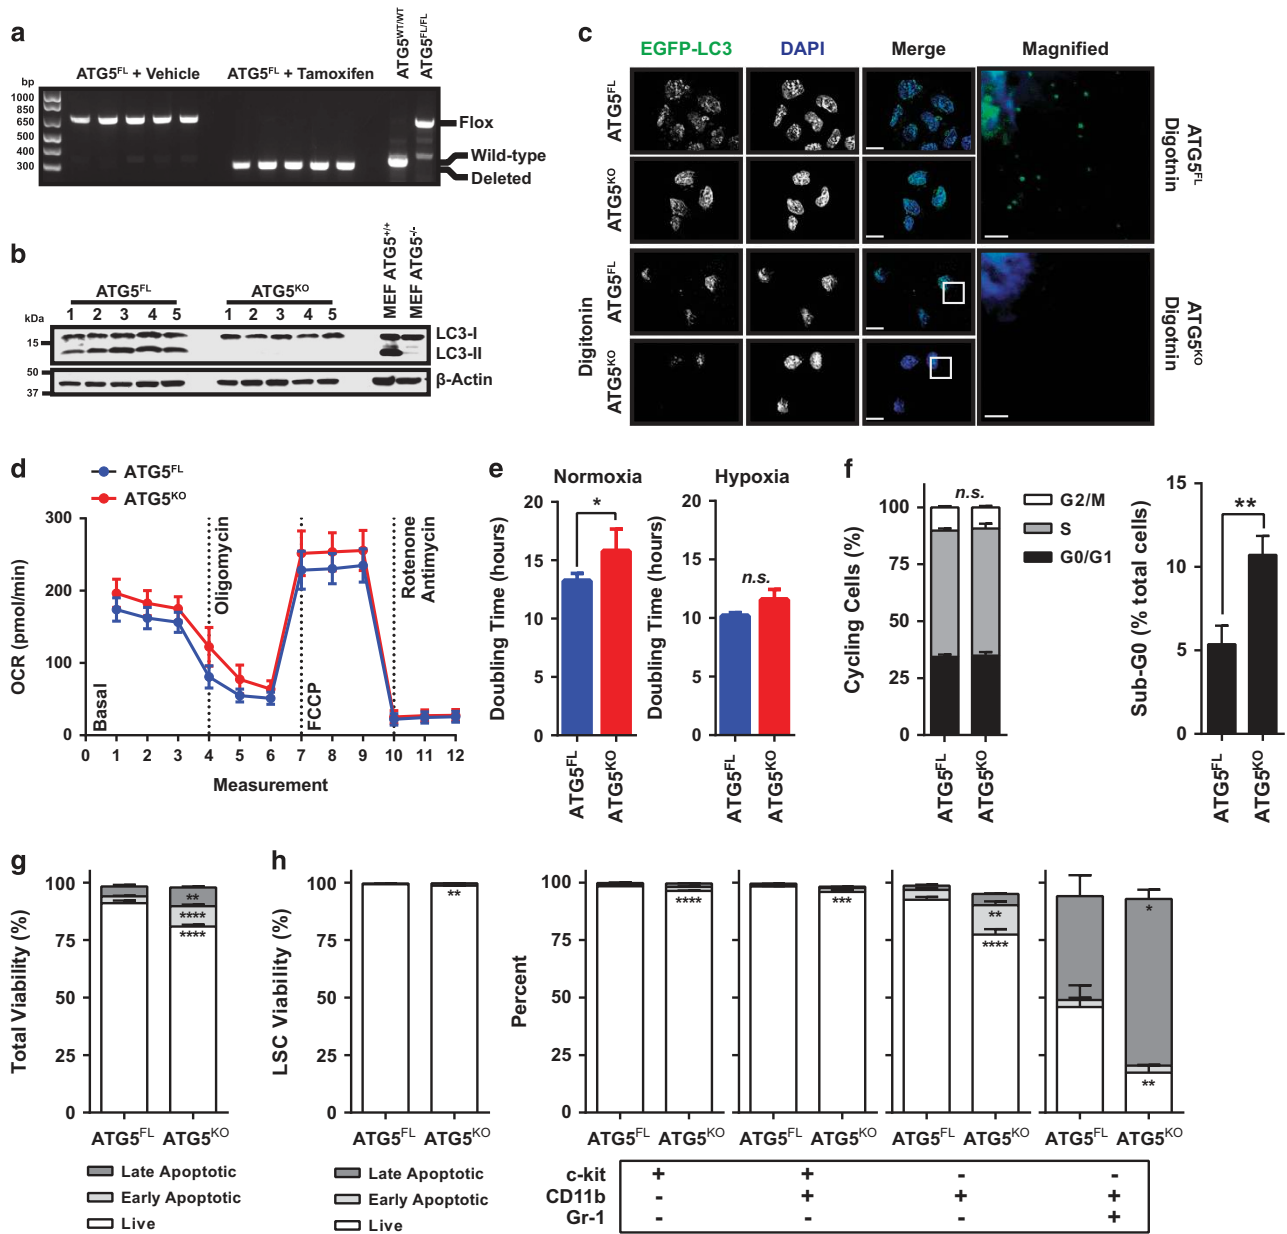 a
ATG5FL + Vehicle
ATG5FL + Tamoxifen
ATG5WT/WT
ATG5FL/FL
bp
1000
850
650
500
400
300
Flox
Wild-type
Deleted
b
ATG5FL
ATG5KO
MEF ATG5+/+
MEF ATG5-/-
1 2 3 4 5
1 2 3 4 5
kDa
15
50
37
LC3-I
LC3-II
β-Actin
c
EGFP-LC3
DAPI
Merge
Magnified
ATG5FL
ATG5KO
Digitonin
ATG5FL
ATG5KO
ATG5FL
Digotnin
ATG5KO
Digotnin
d
ATG5FL
ATG5KO
OCR (pmol/min)
300
200
100
0
Basal
Oligomycin
FCCP
Rotenone
Antimycin
0 1 2 3 4 5 6 7 8 9 10 11 12
Measurement
e
Normoxia
Doubling Time (hours)
20
15
10
5
0
*
ATG5FL
ATG5KO
Hypoxia
Doubling Time (hours)
20
15
10
5
0
n.s.
ATG5FL
ATG5KO
f
Cycling Cells (%)
100
75
50
25
0
n.s.
ATG5FL
ATG5KO
G2/M
S
G0/G1
Sub-G0 (% total cells)
15
10
5
0
**
ATG5FL
ATG5KO
g
Total Viability (%)
100
75
50
25
0
**
****
****
ATG5FL ATG5KO
Late Apoptotic
Early Apoptotic
Live
h
LSC Viability (%)
100
75
50
25
0
**
ATG5FL ATG5KO
Late Apoptotic
Early Apoptotic
Live
Percent
100
75
50
25
0
****
ATG5FL ATG5KO
***
ATG5FL ATG5KO
**
****
ATG5FL ATG5KO
*
**
ATG5FL ATG5KO
c-kit + + - -
CD11b - + + +
Gr-1 - - - +